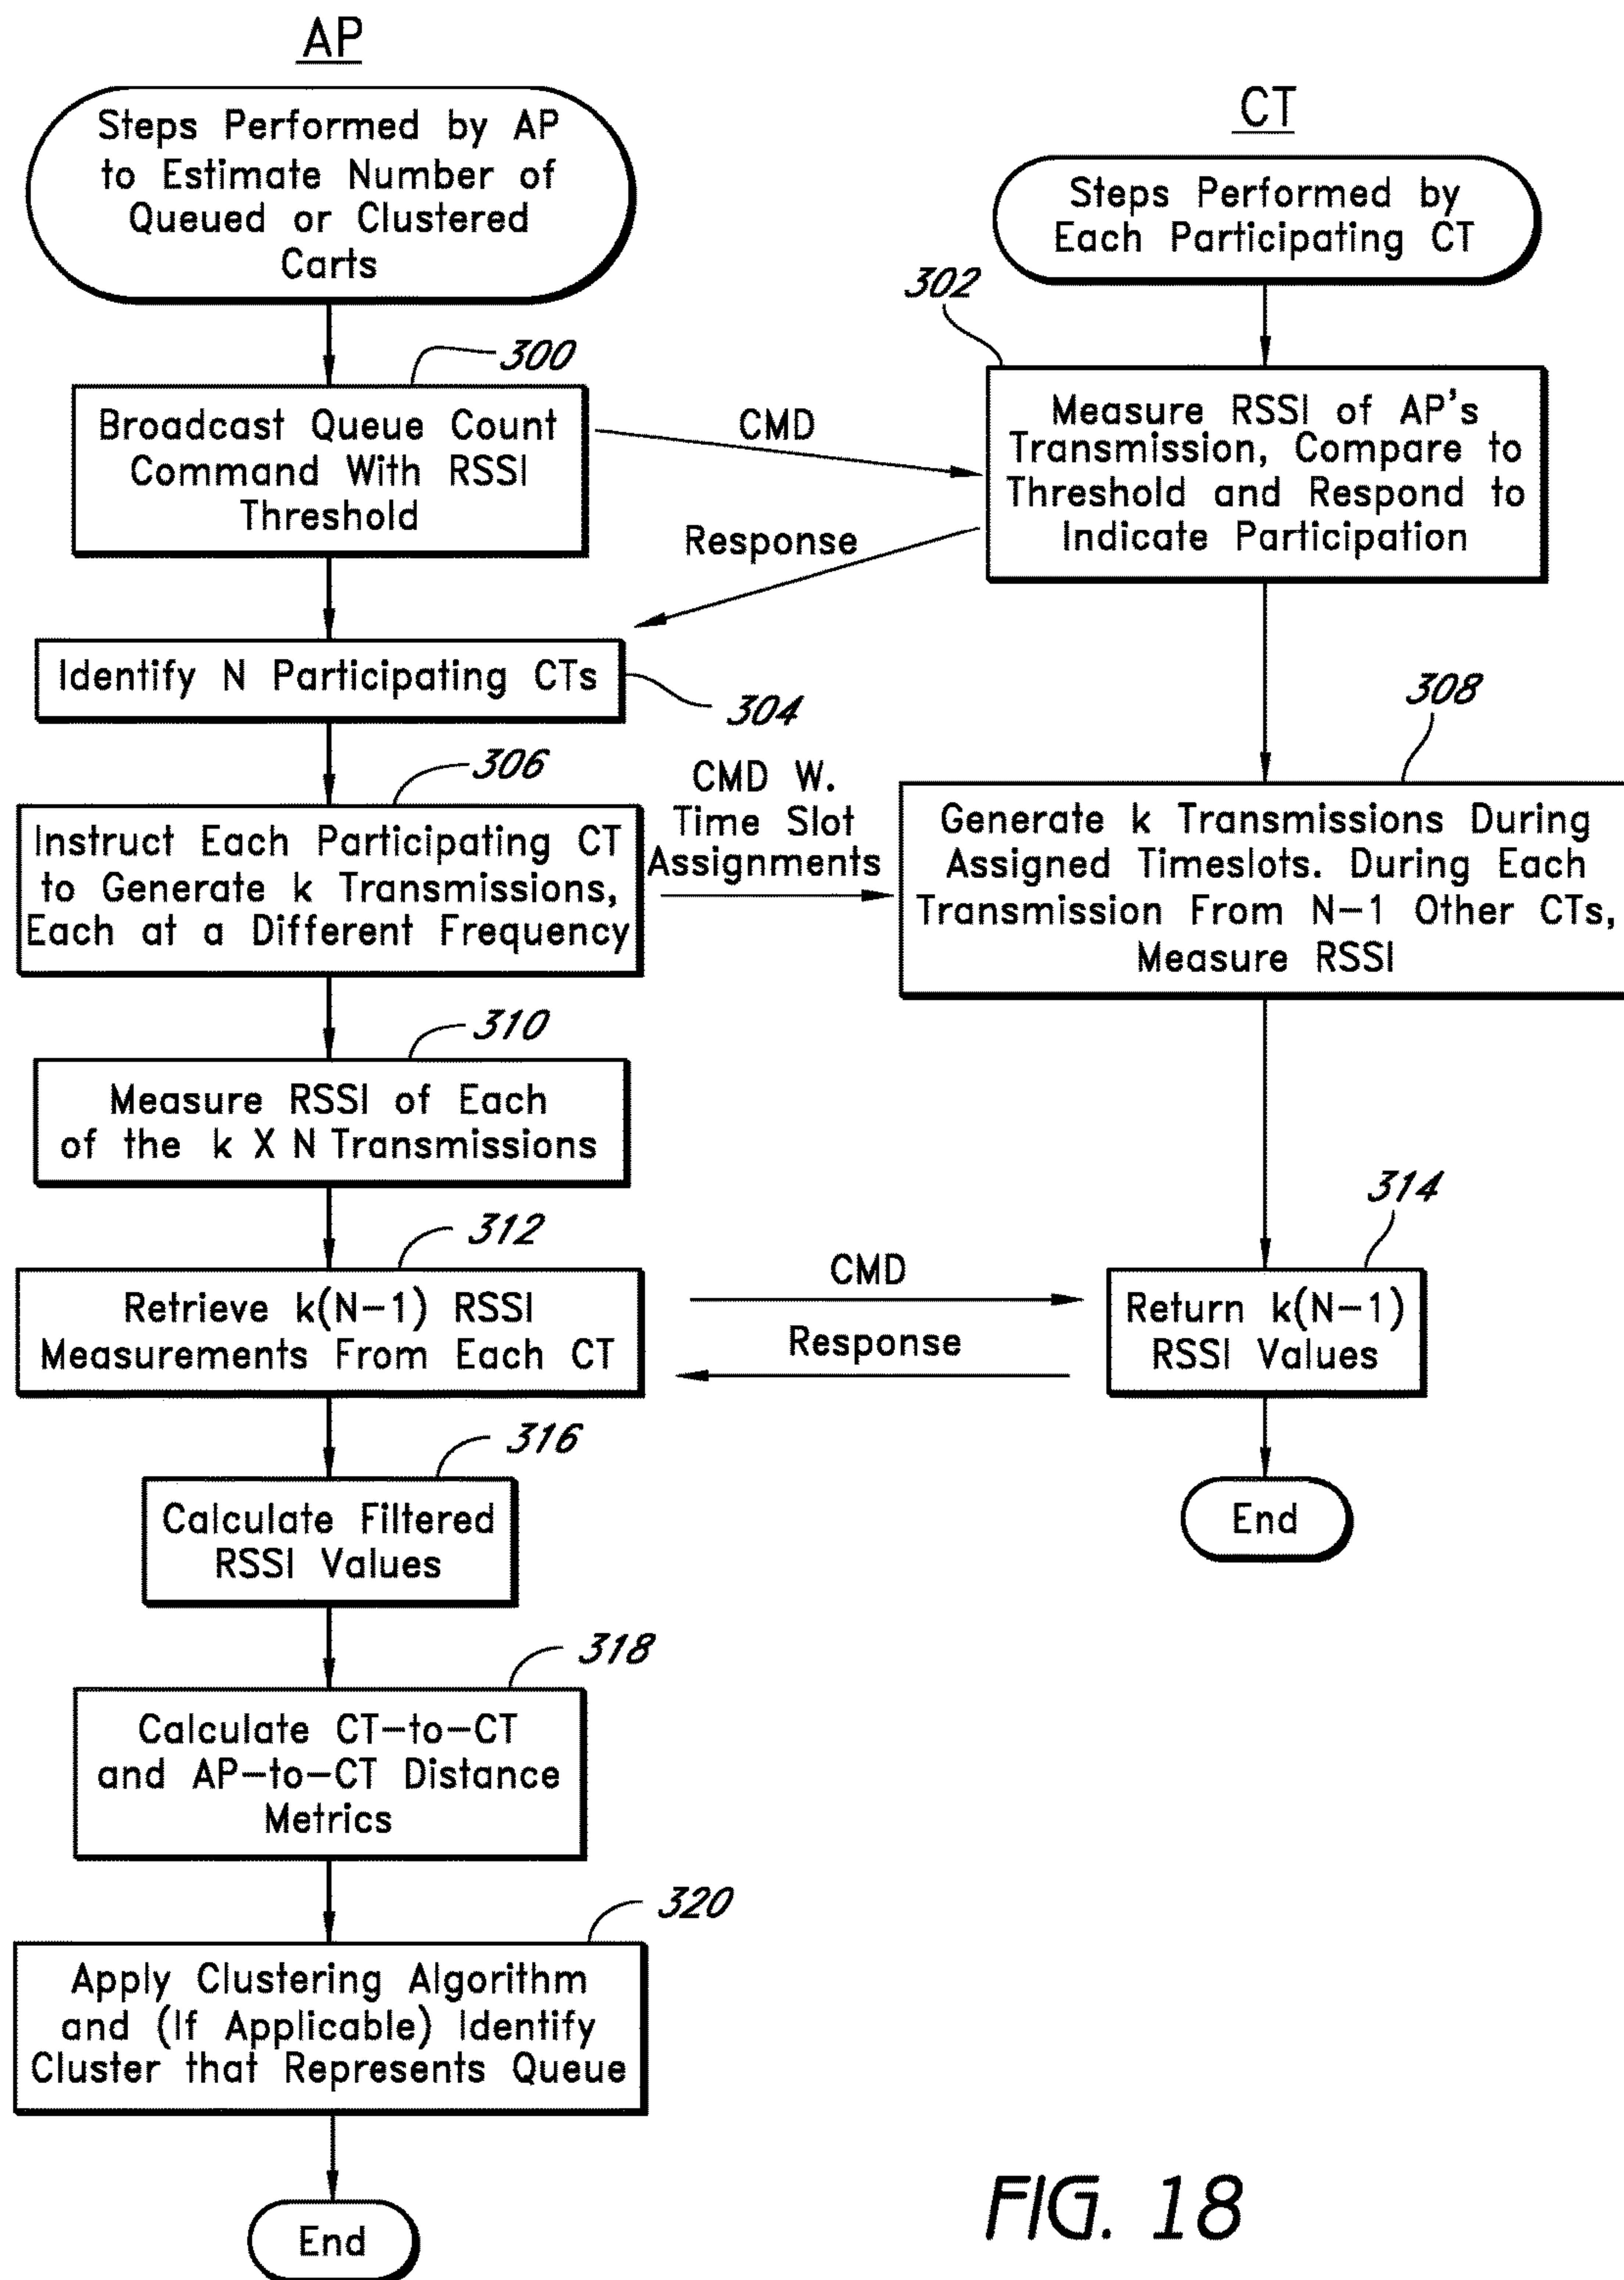 AP
Steps Performed by AP
to Estimate Number of
Queued or Clustered
Carts
CT
Steps Performed by
Each Participating CT
300
Broadcast Queue Count
Command With RSSI
Threshold
CMD
302
Measure RSSI of AP's
Transmission, Compare to
Threshold and Respond to
Indicate Participation
Response
Identify N Participating CTs
304
306
Instruct Each Participating CT
to Generate k Transmissions,
Each at a Different Frequency
CMD W.
Time Slot
Assignments
308
Generate k Transmissions During
Assigned Timeslots. During Each
Transmission From N-1 Other CTs,
Measure RSSI
310
Measure RSSI of Each
of the k X N Transmissions
312
Retrieve k(N-1) RSSI
Measurements From Each CT
CMD
Response
314
Return k(N-1)
RSSI Values
End
316
Calculate Filtered
RSSI Values
318
Calculate CT-to-CT
and AP-to-CT Distance
Metrics
320
Apply Clustering Algorithm
and (If Applicable) Identify
Cluster that Represents Queue
End
FIG. 18